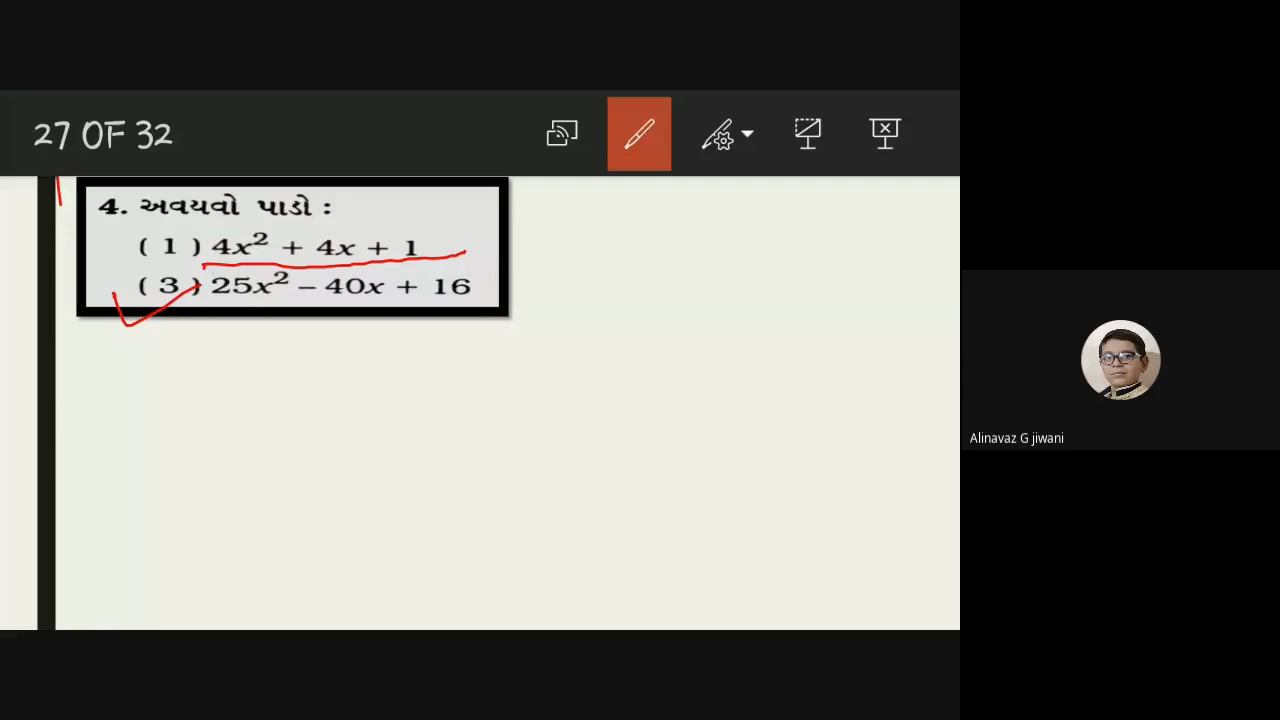 27 OF 32
4. અવયવો પાડો :
( 1 ) 4x² + 4x + 1
( 3 ) 25x² – 40x + 16
Alinavaz G jiwani